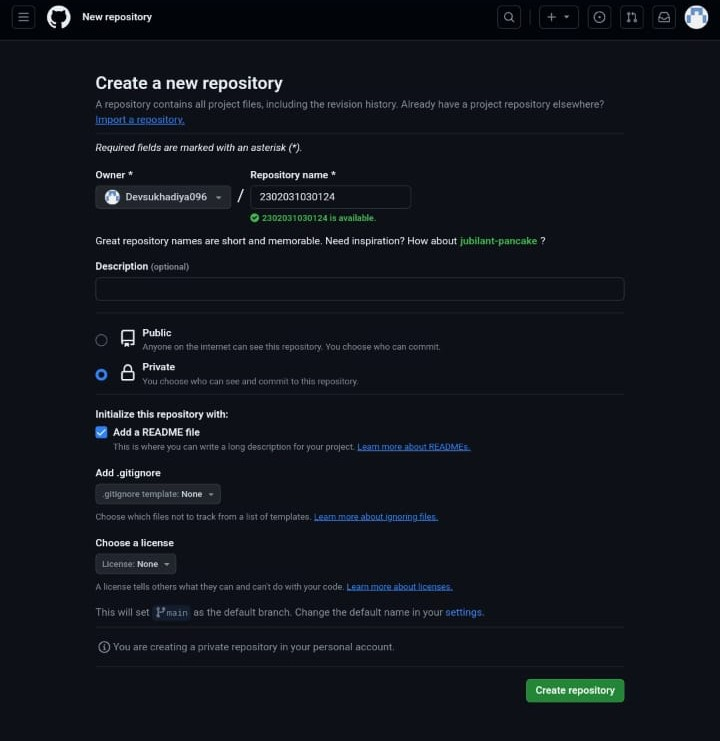 New repository
Create a new repository
A repository contains all project files, including the revision history. Already have a project repository elsewhere?
Import a repository.
Required fields are marked with an asterisk (*).
Owner * Repository name *
Devsukhadiya096 / 2302031030124
2302031030124 is available.
Great repository names are short and memorable. Need inspiration? How about jubilant-pancake ?
Description (optional)
Public
Anyone on the internet can see this repository. You choose who can commit.
Private
You choose who can see and commit to this repository.
Initialize this repository with:
Add a README file
This is where you can write a long description for your project. Learn more about READMEs.
Add .gitignore
.gitignore template: None
Choose which files not to track from a list of templates. Learn more about ignoring files.
Choose a license
License: None
A license tells others what they can and can't do with your code. Learn more about licenses.
This will set main as the default branch. Change the default name in your settings.
You are creating a private repository in your personal account.
Create repository